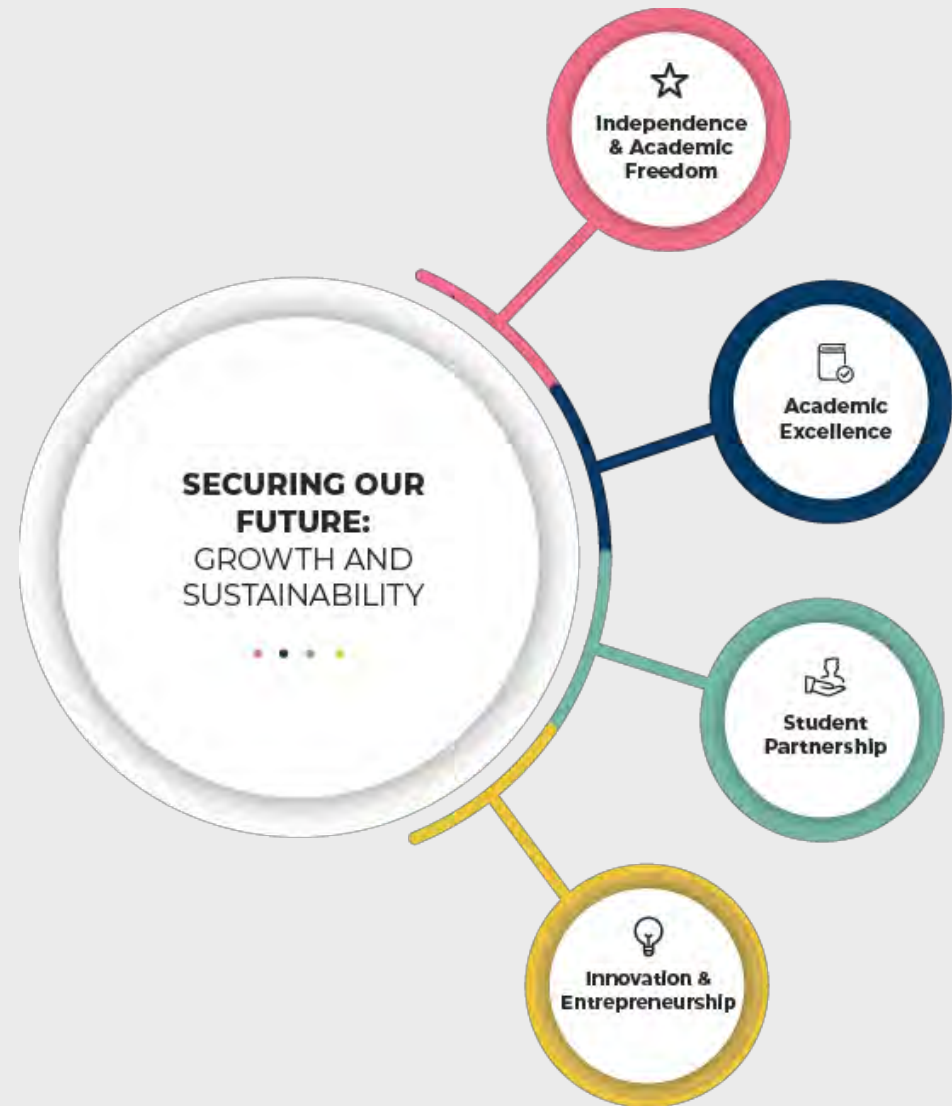 Independence
& Academic
Freedom
Academic
Excellence
SECURING OUR
FUTURE:
GROWTH AND
SUSTAINABILITY
Student
Partnership
Innovation &
Entrepreneurship